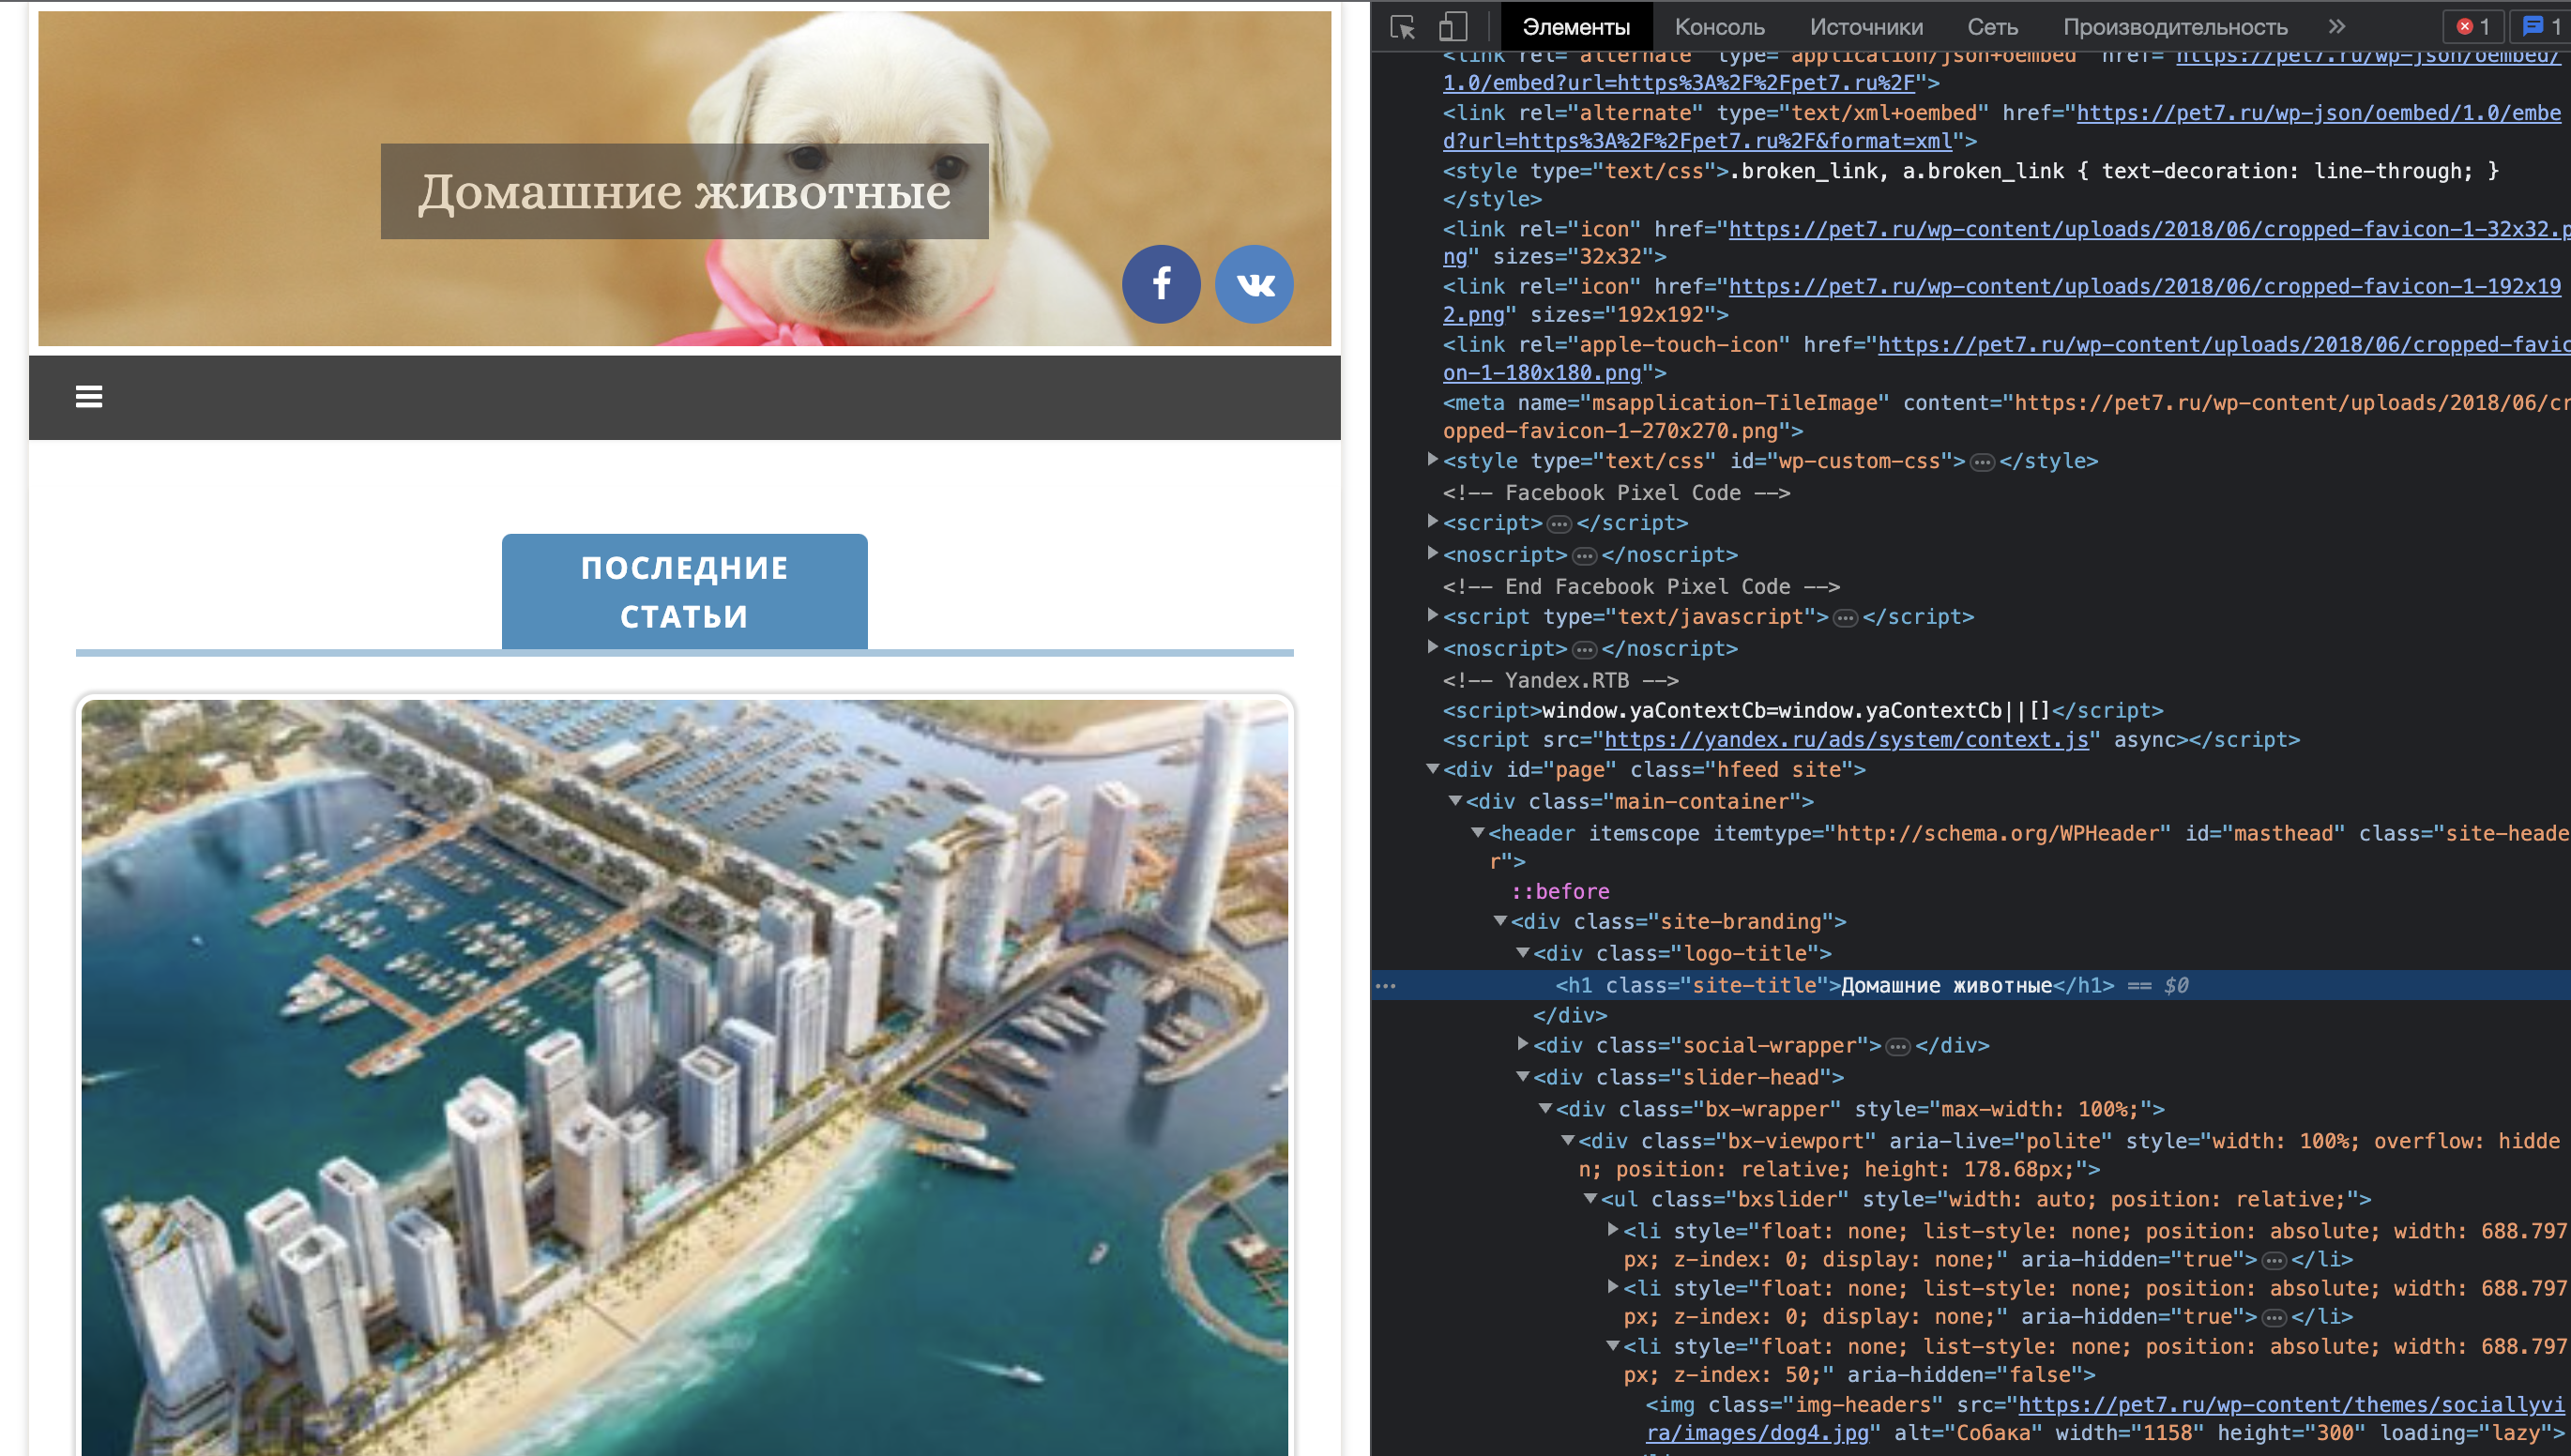 Домашние животные
f
ПОСЛЕДНИЕ
СТАТЬИ
Элементы Консоль Источники Сеть Производительность » 1 1
<link rel="alternate" type="application/json+oembed" href="https://pet7.ru/wp-json/oembed/
1.0/embed?url=https%3A%2F%2Fpet7.ru%2F">
<link rel="alternate" type="text/xml+oembed" href="https://pet7.ru/wp-json/oembed/1.0/embe
d?url=https%3A%2F%2Fpet7.ru%2F&format=xml">
<style type="text/css">.broken_link, a.broken_link { text-decoration: line-through; }
</style>
<link rel="icon" href="https://pet7.ru/wp-content/uploads/2018/06/cropped-favicon-1-32x32.p
ng" sizes="32x32">
<link rel="icon" href="https://pet7.ru/wp-content/uploads/2018/06/cropped-favicon-1-192x19
2.png" sizes="192x192">
<link rel="apple-touch-icon" href="https://pet7.ru/wp-content/uploads/2018/06/cropped-favic
on-1-180x180.png">
<meta name="msapplication-TileImage" content="https://pet7.ru/wp-content/uploads/2018/06/cr
opped-favicon-1-270x270.png">
<style type="text/css" id="wp-custom-css">…</style>
<!-- Facebook Pixel Code -->
<script>…</script>
<noscript>…</noscript>
<!-- End Facebook Pixel Code -->
<script type="text/javascript">…</script>
<noscript>…</noscript>
<!-- Yandex.RTB -->
<script>window.yaContextCb=window.yaContextCb||[]</script>
<script src="https://yandex.ru/ads/system/context.js" async></script>
<div id="page" class="hfeed site">
<div class="main-container">
<header itemscope itemtype="http://schema.org/WPHeader" id="masthead" class="site-heade
r">
::before
<div class="site-branding">
<div class="logo-title">
<h1 class="site-title">Домашние животные</h1> == $0
</div>
<div class="social-wrapper">…</div>
<div class="slider-head">
<div class="bx-wrapper" style="max-width: 100%;">
<div class="bx-viewport" aria-live="polite" style="width: 100%; overflow: hidde
n; position: relative; height: 178.68px;">
<ul class="bxslider" style="width: auto; position: relative;">
<li style="float: none; list-style: none; position: absolute; width: 688.797
px; z-index: 0; display: none;" aria-hidden="true">…</li>
<li style="float: none; list-style: none; position: absolute; width: 688.797
px; z-index: 0; display: none;" aria-hidden="true">…</li>
<li style="float: none; list-style: none; position: absolute; width: 688.797
px; z-index: 50;" aria-hidden="false">
<img class="img-headers" src="https://pet7.ru/wp-content/themes/sociallyvi
ra/images/dog4.jpg" alt="Собака" width="1158" height="300" loading="lazy">